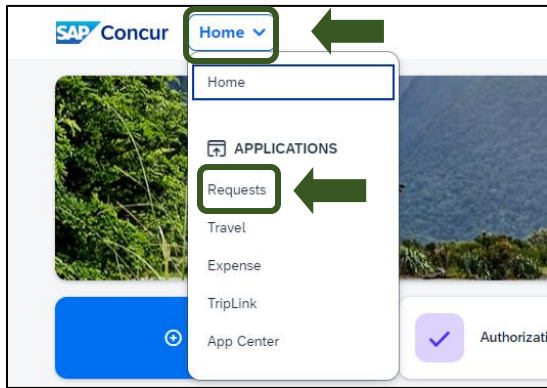 SAP Concur
Home
Home
APPLICATIONS
Requests
Travel
Expense
TripLink
App Center
Authorizati